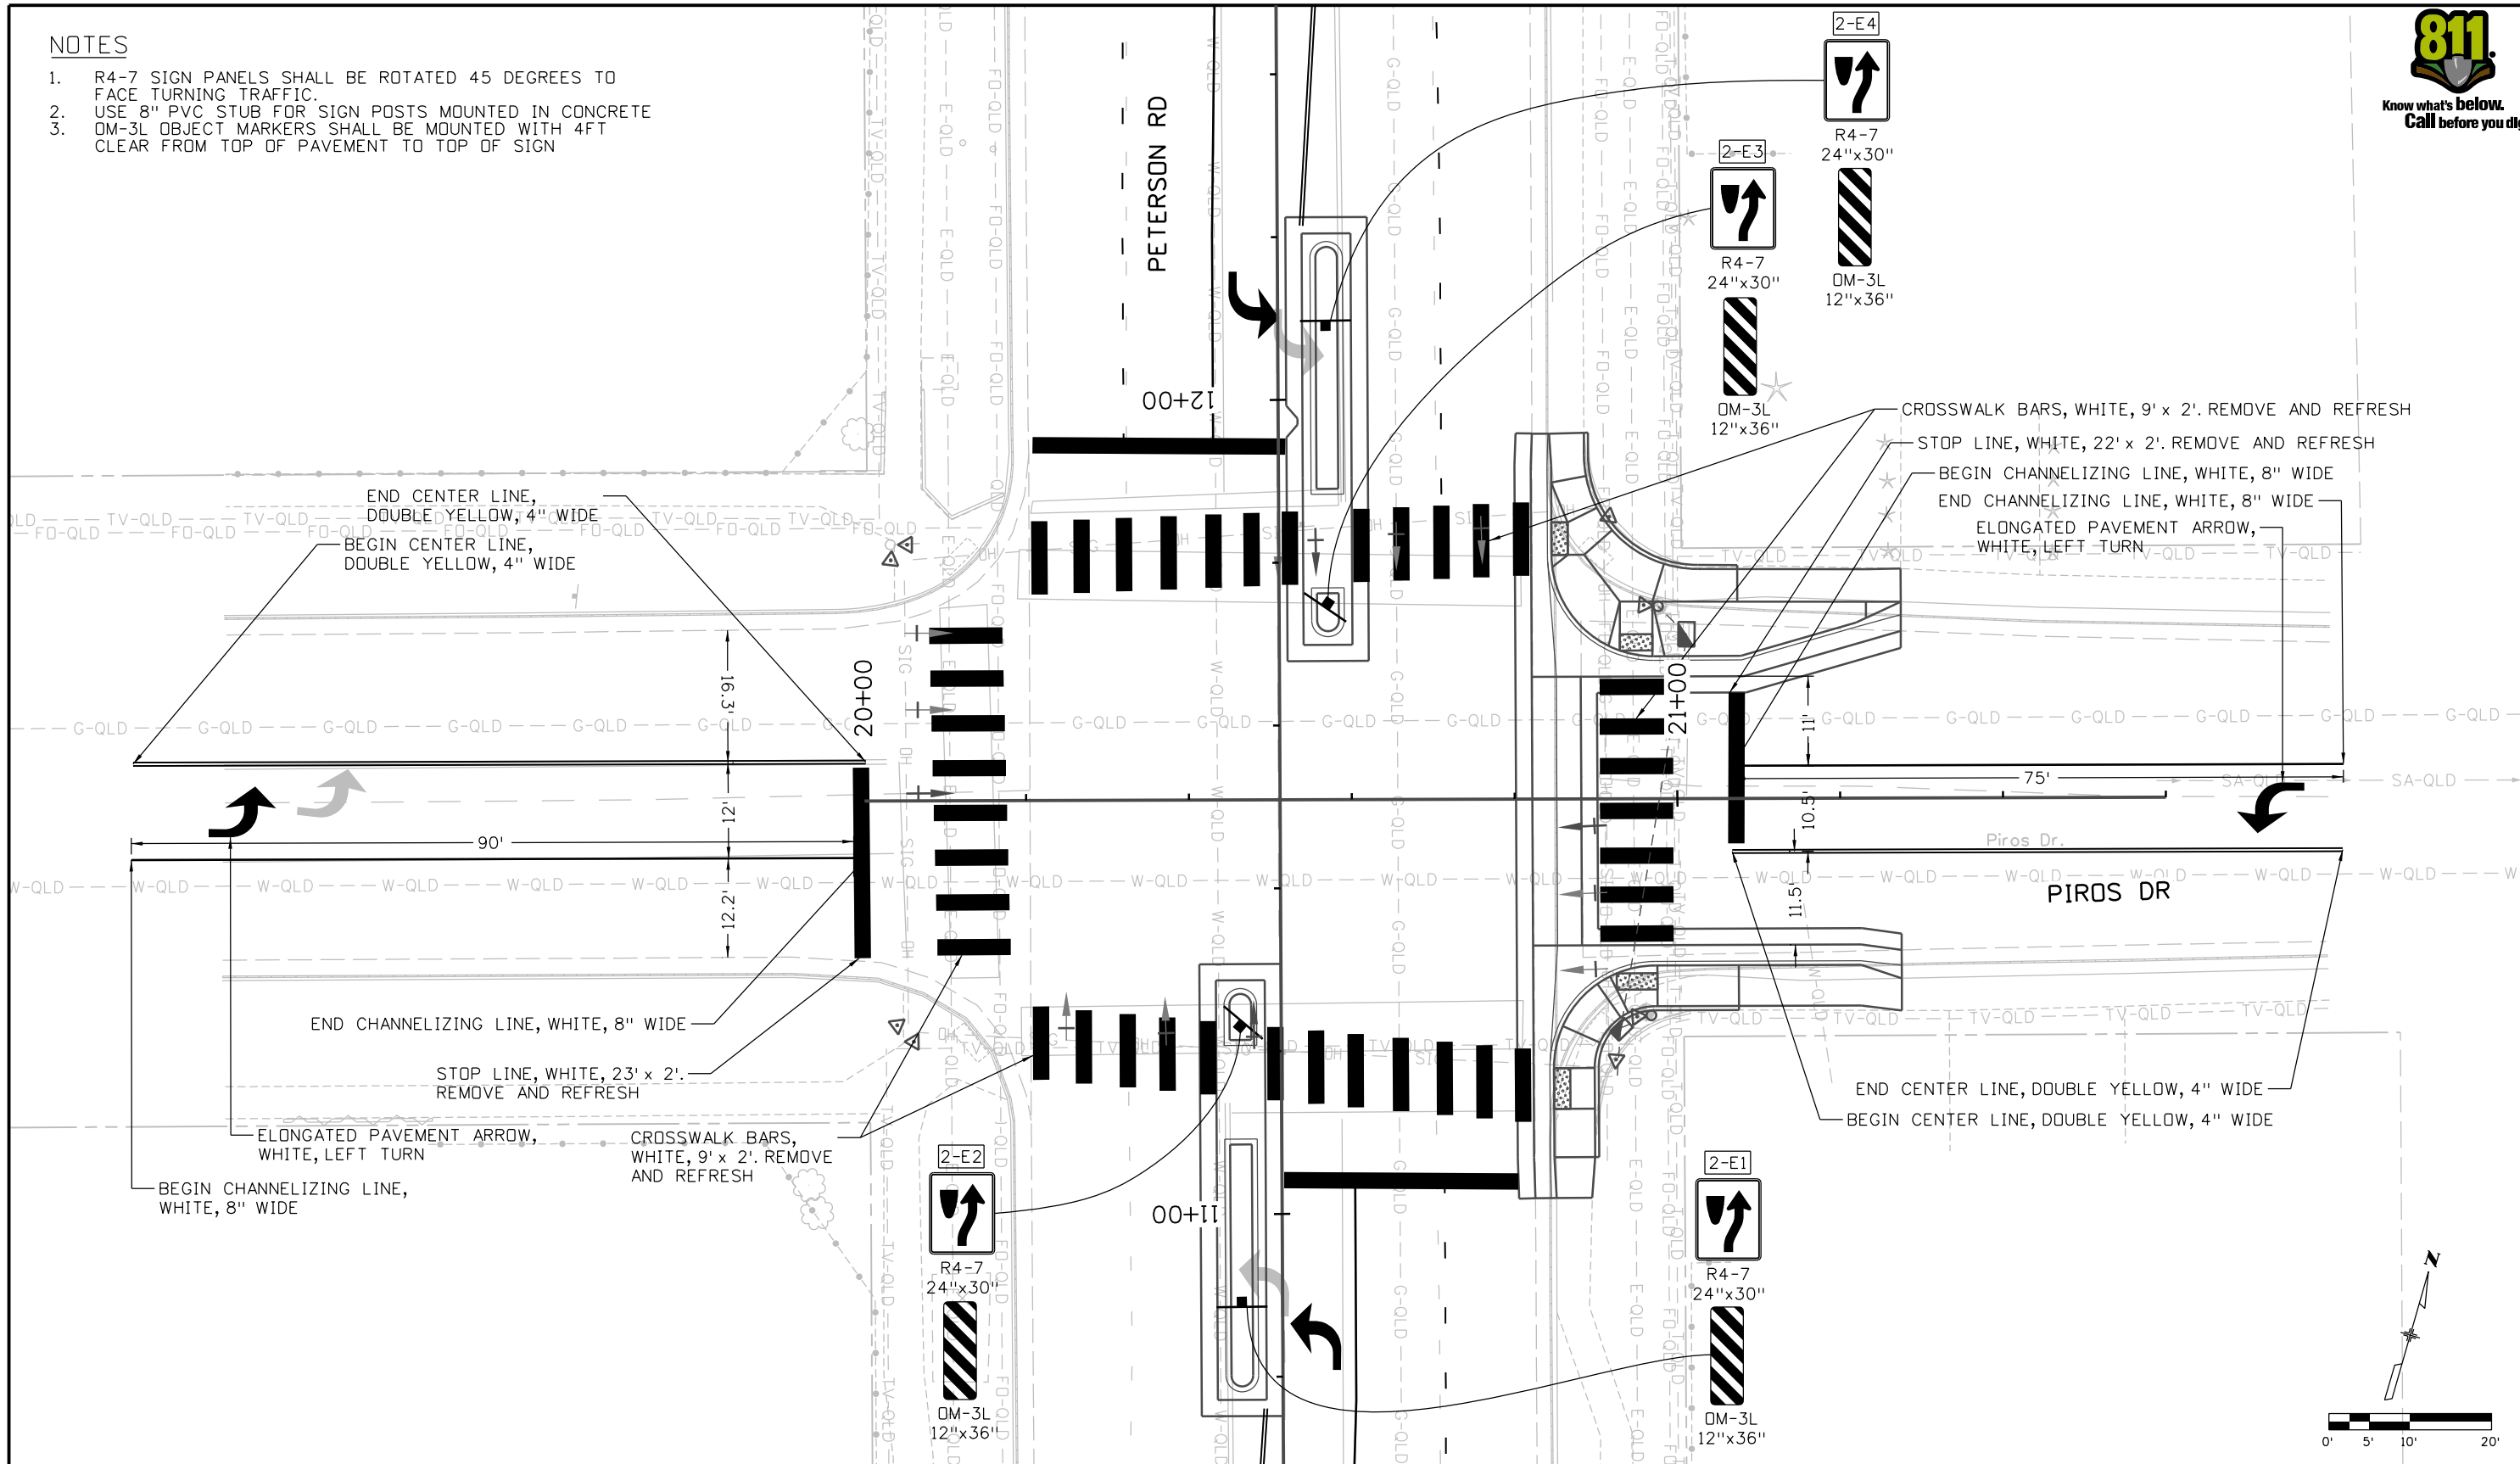 NOTES
1. R4-7 SIGN PANELS SHALL BE ROTATED 45 DEGREES TO
FACE TURNING TRAFFIC.
2. USE 8" PVC STUB FOR SIGN POSTS MOUNTED IN CONCRETE
3. OM-3L OBJECT MARKERS SHALL BE MOUNTED WITH 4FT
CLEAR FROM TOP OF PAVEMENT TO TOP OF SIGN
811.
Know what's below.
Call before you
PETERSON RD
2-E4
R4-7
24"x30"
OM-3L
12"x36"
2-E3
R4-7
24"x30"
OM-3L
12"x36"
12+00
CROSSWALK BARS, WHITE, 9' x 2'. REMOVE AND REFRESH
STOP LINE, WHITE, 22' x 2'. REMOVE AND REFRESH
BEGIN CHANNELIZING LINE, WHITE, 8" WIDE
END CHANNELIZING LINE, WHITE, 8" WIDE
ELONGATED PAVEMENT ARROW,
WHITE, LEFT TURN
END CENTER LINE,
DOUBLE YELLOW, 4" WIDE
BEGIN CENTER LINE,
DOUBLE YELLOW, 4" WIDE
16.3'
12'
12.2'
90'
20+00
21+00
11'
10.5'
11.5'
75'
Piros Dr.
PIROS DR
G-QLD
W-QLD
TV-QLD
FO-QLD
E-QLD
SA-QLD
SIG
OH
END CHANNELIZING LINE, WHITE, 8" WIDE
STOP LINE, WHITE, 23' x 2'.
REMOVE AND REFRESH
ELONGATED PAVEMENT ARROW,
WHITE, LEFT TURN
BEGIN CHANNELIZING LINE,
WHITE, 8" WIDE
CROSSWALK BARS,
WHITE, 9' x 2'. REMOVE
AND REFRESH
END CENTER LINE, DOUBLE YELLOW, 4" WIDE
BEGIN CENTER LINE, DOUBLE YELLOW, 4" WIDE
2-E2
R4-7
24"x30"
OM-3L
12"x36"
11+00
2-E1
R4-7
24"x30"
OM-3L
12"x36"
N
0' 5' 10' 20'